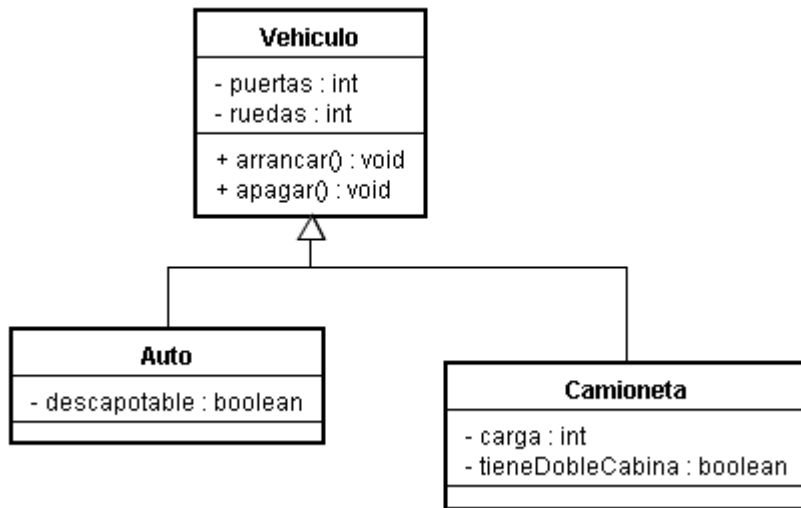 Vehiculo
- puertas : int
- ruedas : int
+ arrancar() : void
+ apagar() : void
Auto
- descapotable : boolean
Camioneta
- carga : int
- tieneDobleCabina : boolean